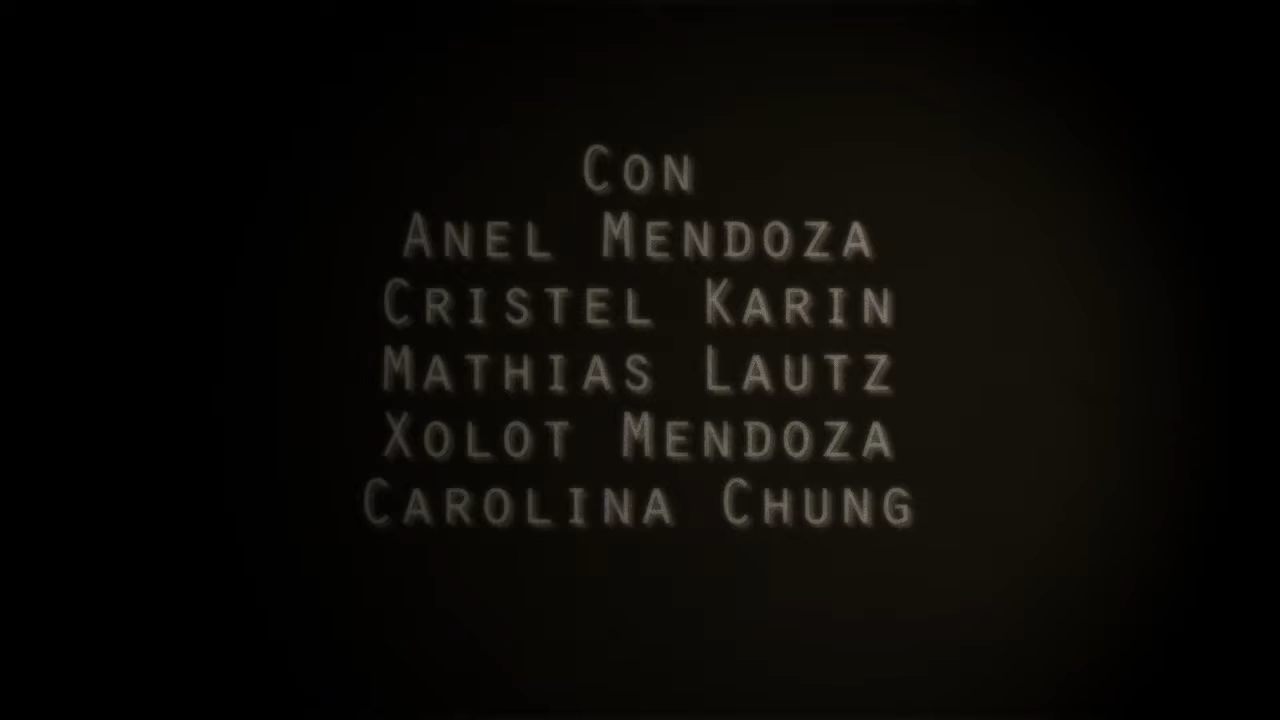 Con
Anel Mendoza
Cristel Karin
Mathias Lautz
Xolot Mendoza
Carolina Chung